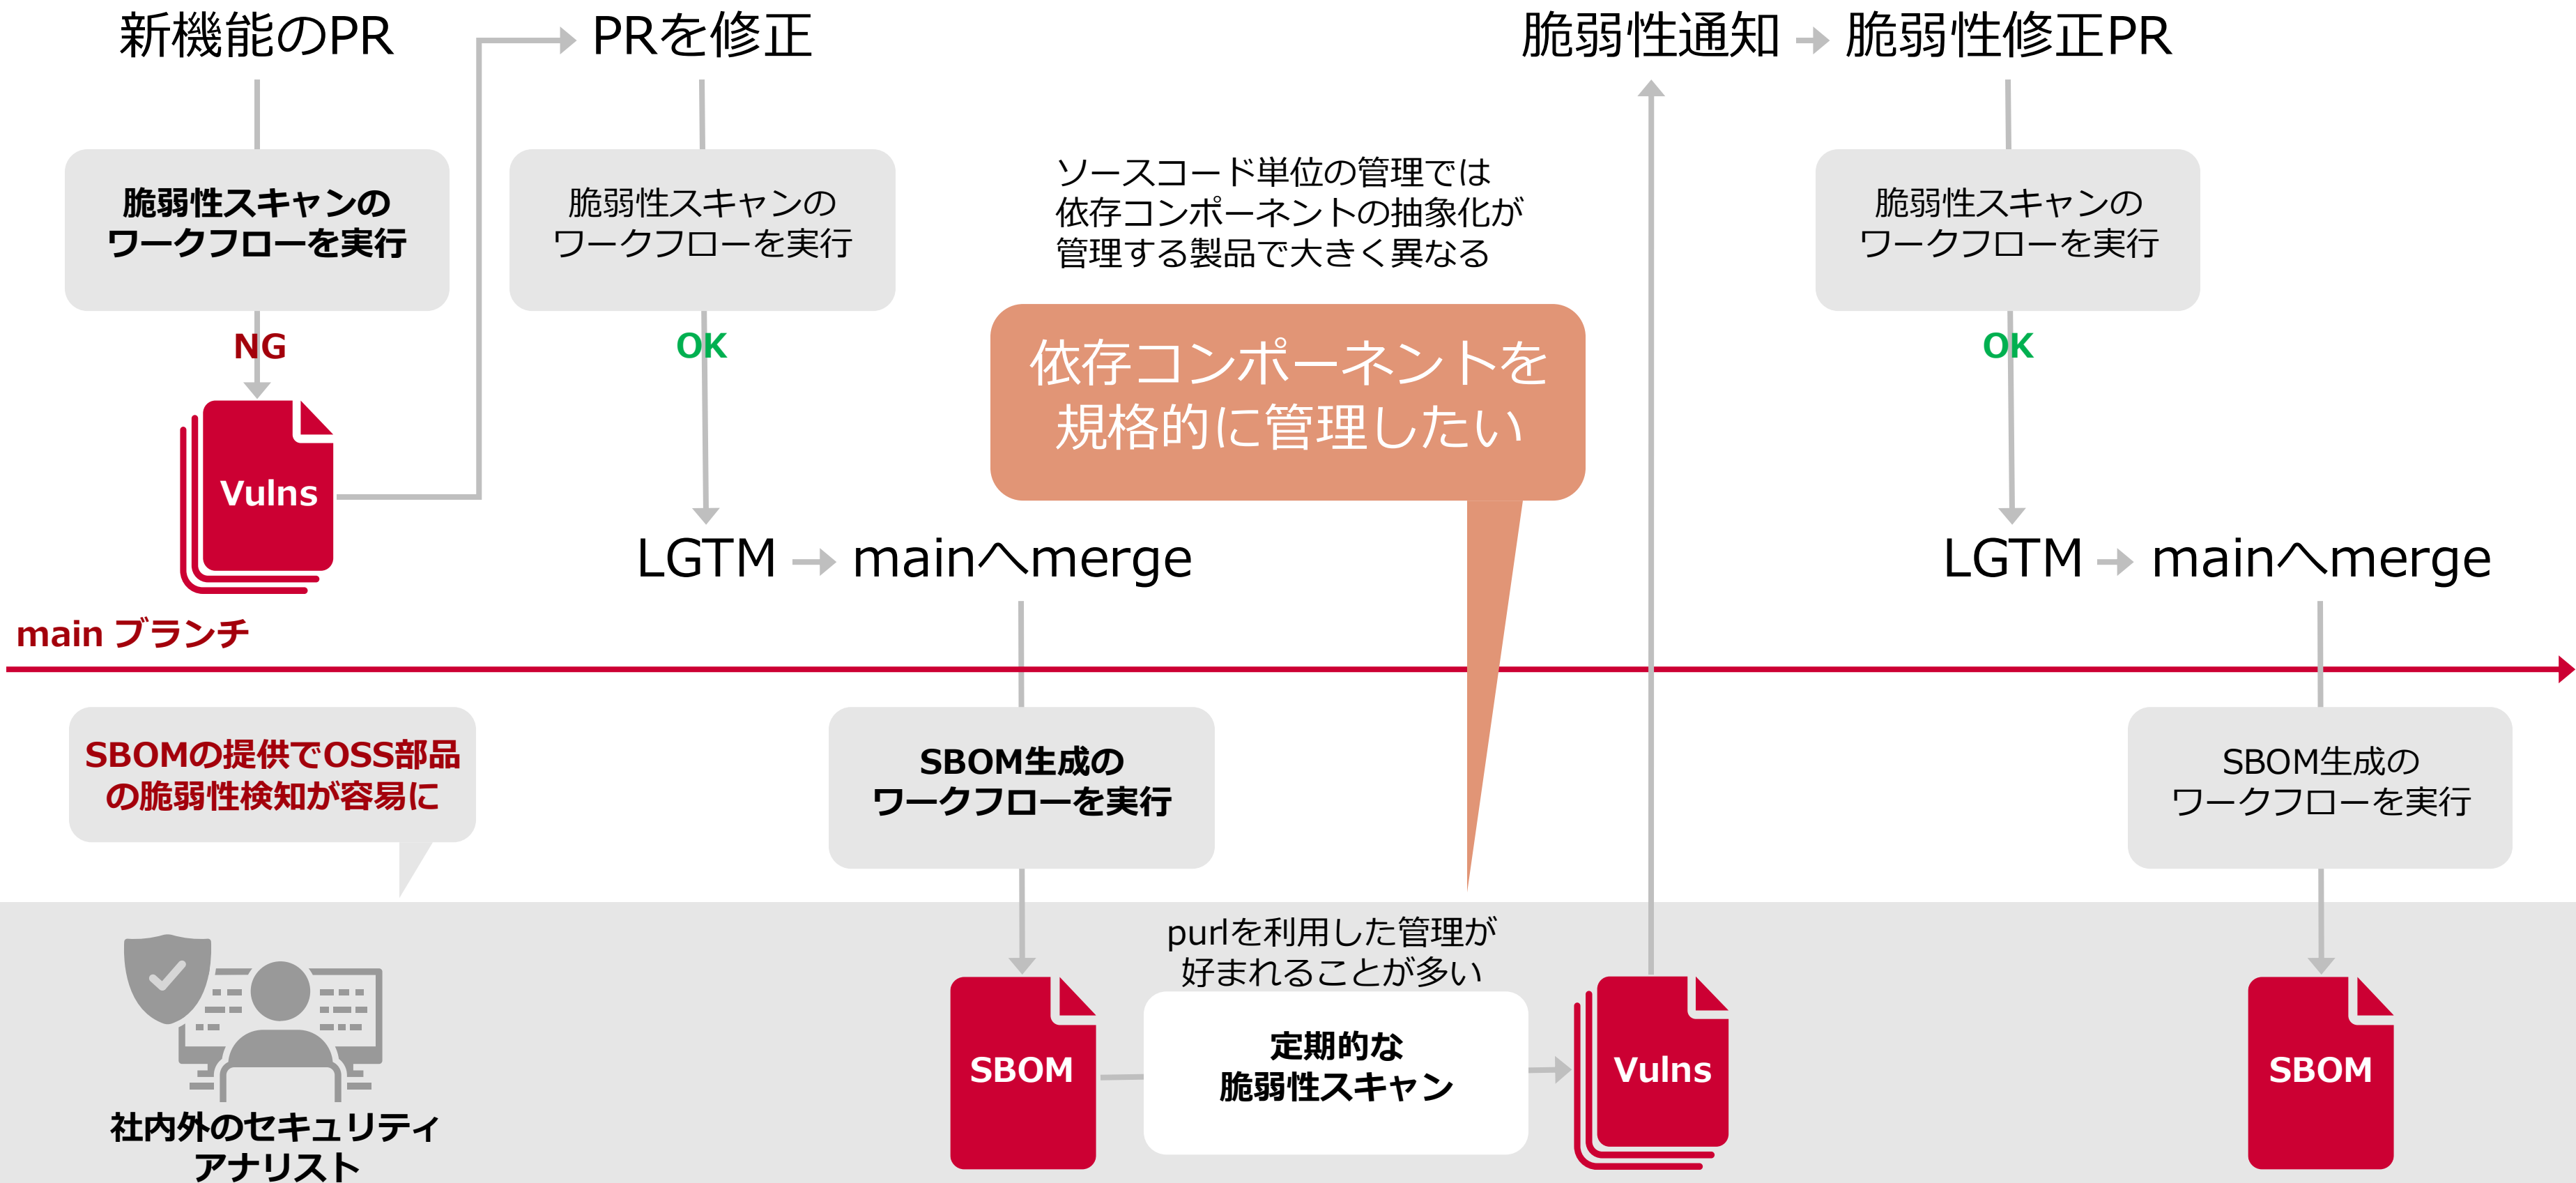 新機能のPR
PRを修正
脆弱性通知
脆弱性修正PR
脆弱性スキャンの
ワークフローを実行
脆弱性スキャンの
ワークフローを実行
ソースコード単位の管理では
依存コンポーネントの抽象化が
管理する製品で大きく異なる
脆弱性スキャンの
ワークフローを実行
NG
OK
OK
依存コンポーネントを
規格的に管理したい
Vulns
LGTM
mainへmerge
LGTM
mainへmerge
main ブランチ
SBOMの提供でOSS部品
の脆弱性検知が容易に
SBOM生成の
ワークフローを実行
SBOM生成の
ワークフローを実行
purlを利用した管理が
好まれることが多い
SBOM
定期的な
脆弱性スキャン
Vulns
SBOM
社内外のセキュリティ
アナリスト